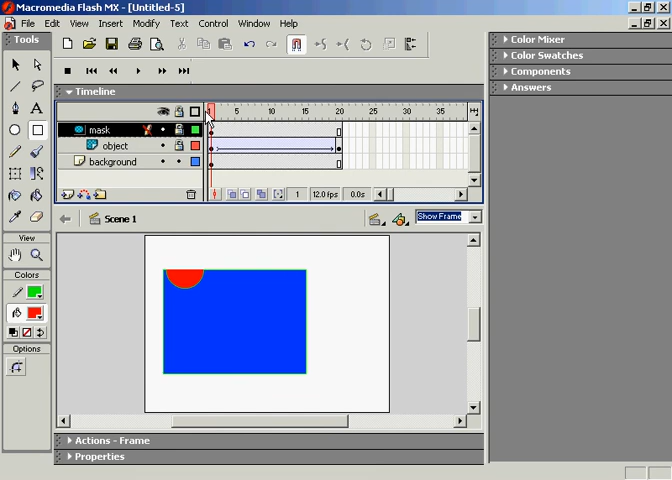 Macromedia Flash MX - [Untitled-5]
File Edit View Insert Modify Text Control Window Help
Tools
Timeline
5 10 15 20 25 30 35
mask
object
background
1 12.0 fps 0.0s
Scene 1
Show Frame
View
Colors
Options
Actions - Frame
Properties
Color Mixer
Color Swatches
Components
Answers